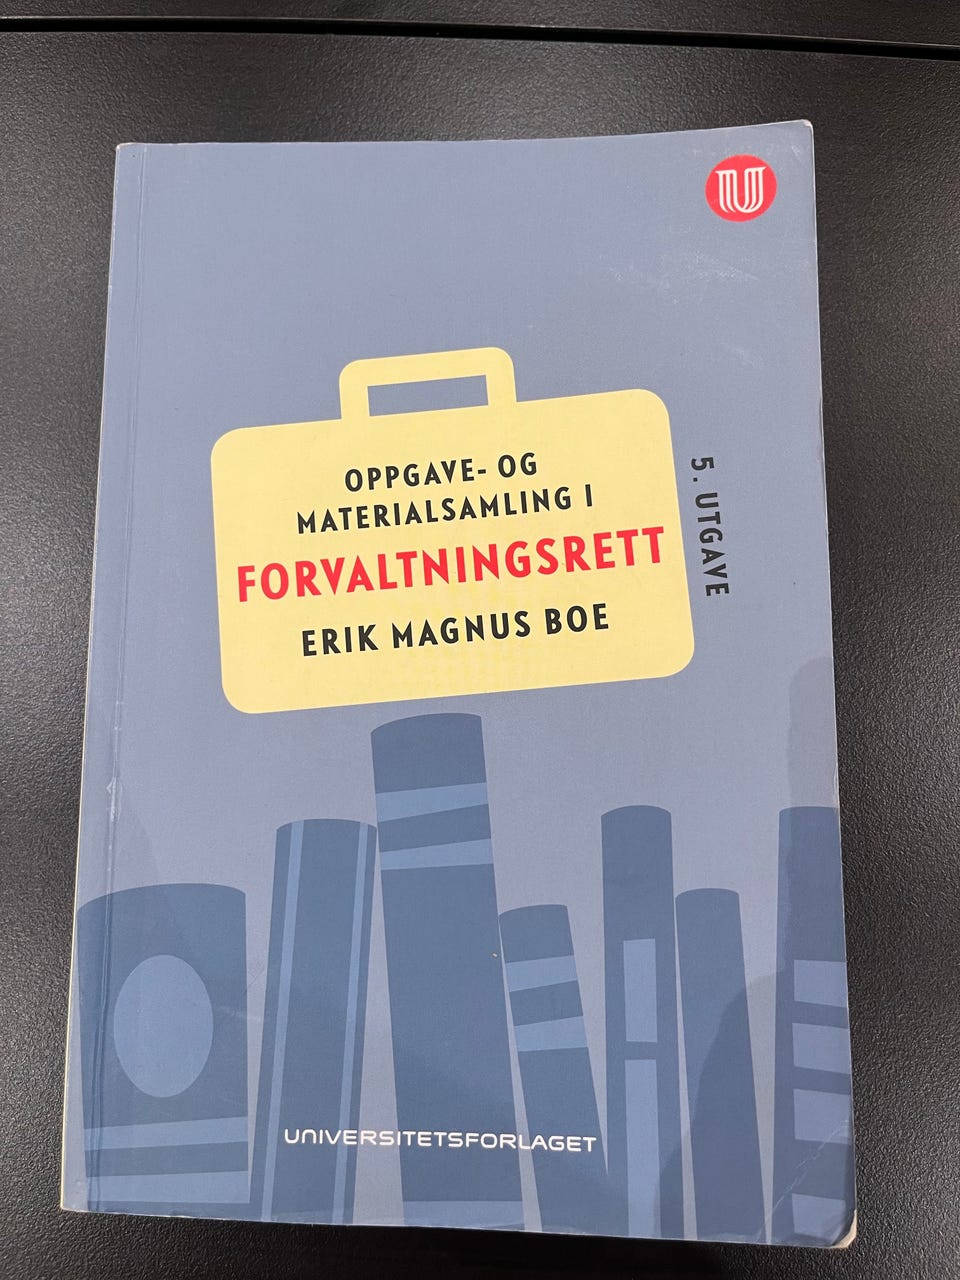 U
OPPGAVE- OG
MATERIALSAMLING I
FORVALTNINGSRETT
ERIK MAGNUS BOE
5. UTGAVE
UNIVERSITETSFORLAGET